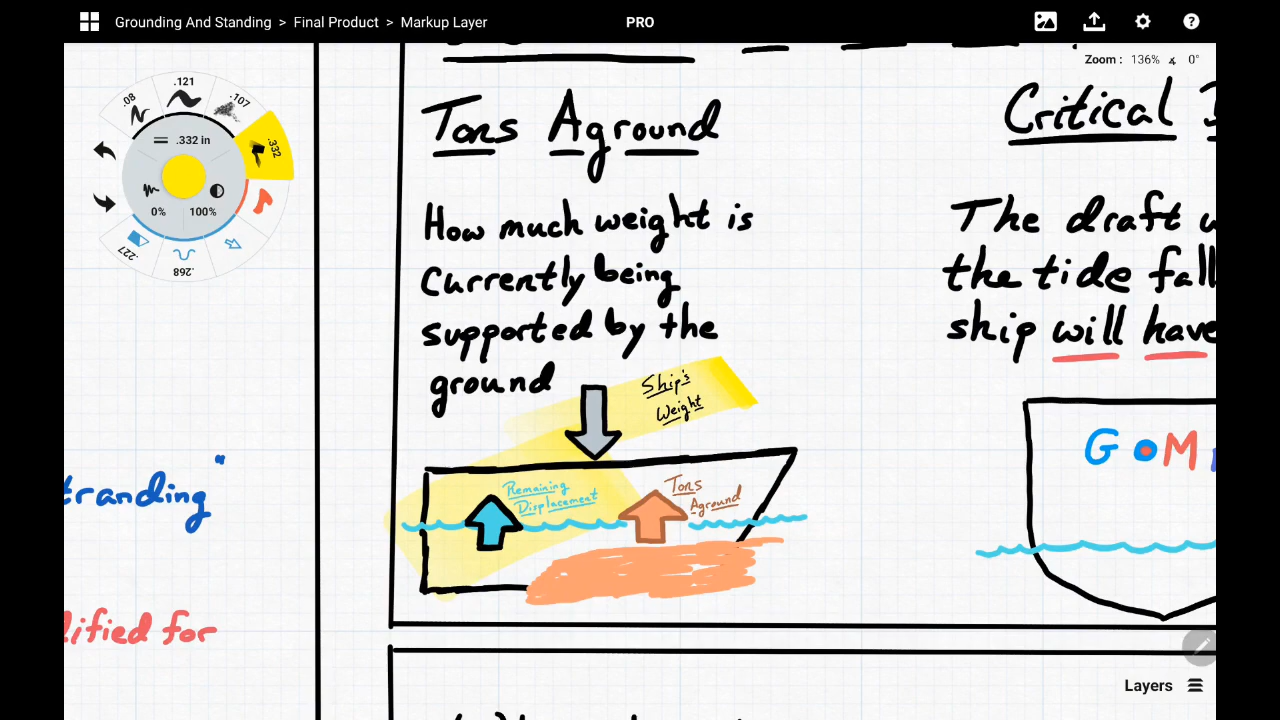 Grounding And Standing > Final Product > Markup Layer
PRO
Zoom : 136% 0°
.08
.121
.107
.332
.332 in
0%
100%
.227
.268
Tons Aground
How much weight is
currently being
supported by the
ground
Ship's
Weight
Remaining
Displacement
Tons
Aground
Critical
The draft
the tide fall
ship will have
G M
tranding"
lified for
Layers